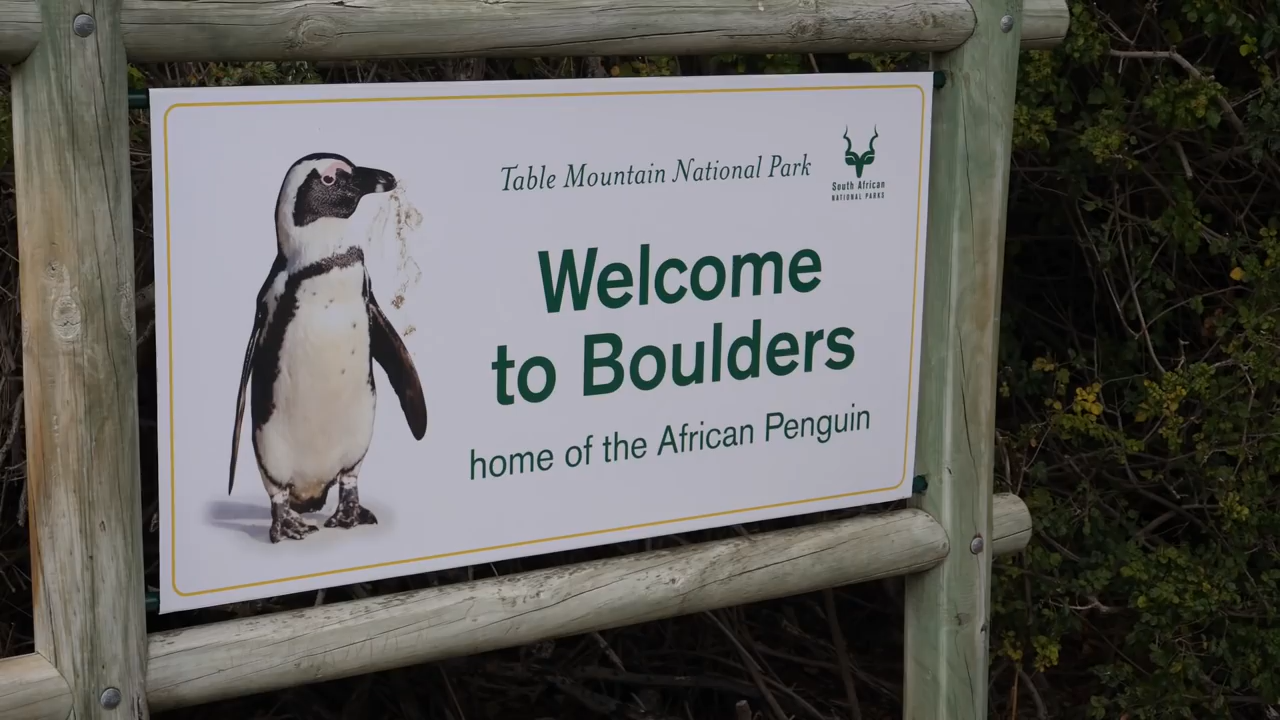 Table Mountain National Park
South African
NATIONAL PARKS
Welcome
to Boulders
home of the African Penguin